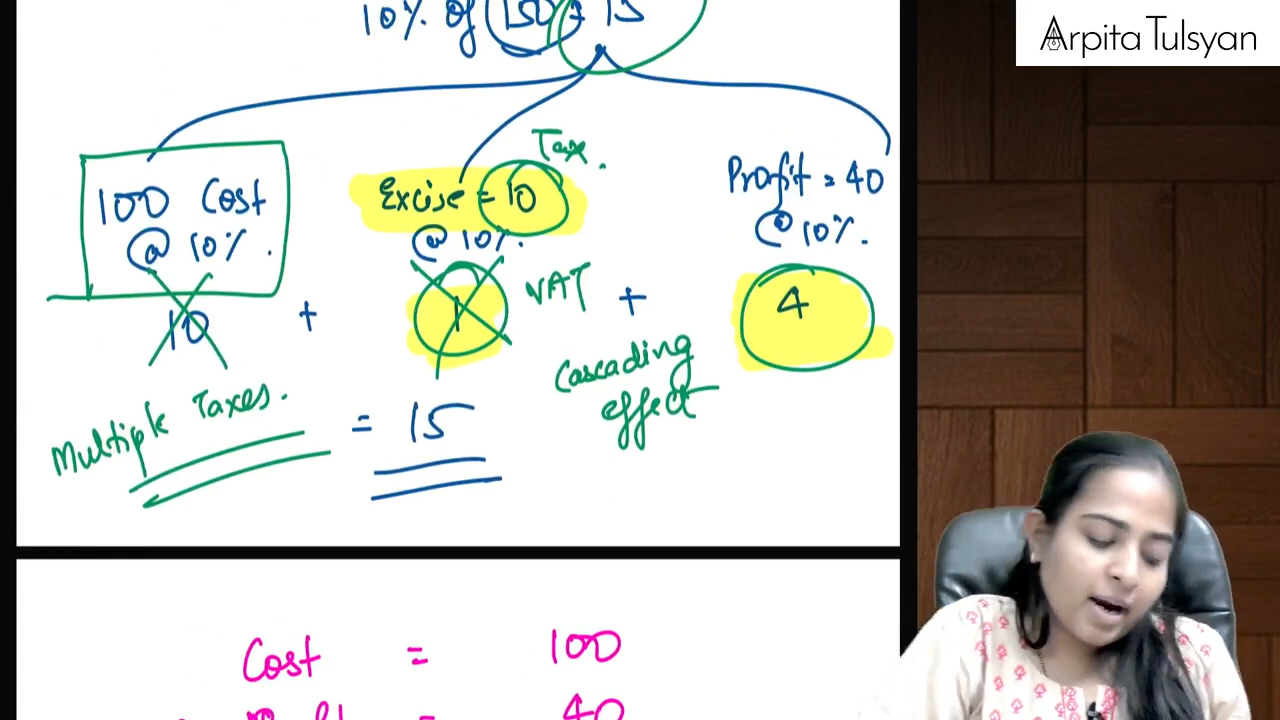 Arpita Tulsyan
10% of 150 = 15
Tax.
100 Cost
@ 10%.
Excise = 10
@ 10%.
Profit = 40
@ 10%.
10 + 1 VAT + 4
Cascading
effect
Multiple Taxes.
= 15
Cost = 100
= 40